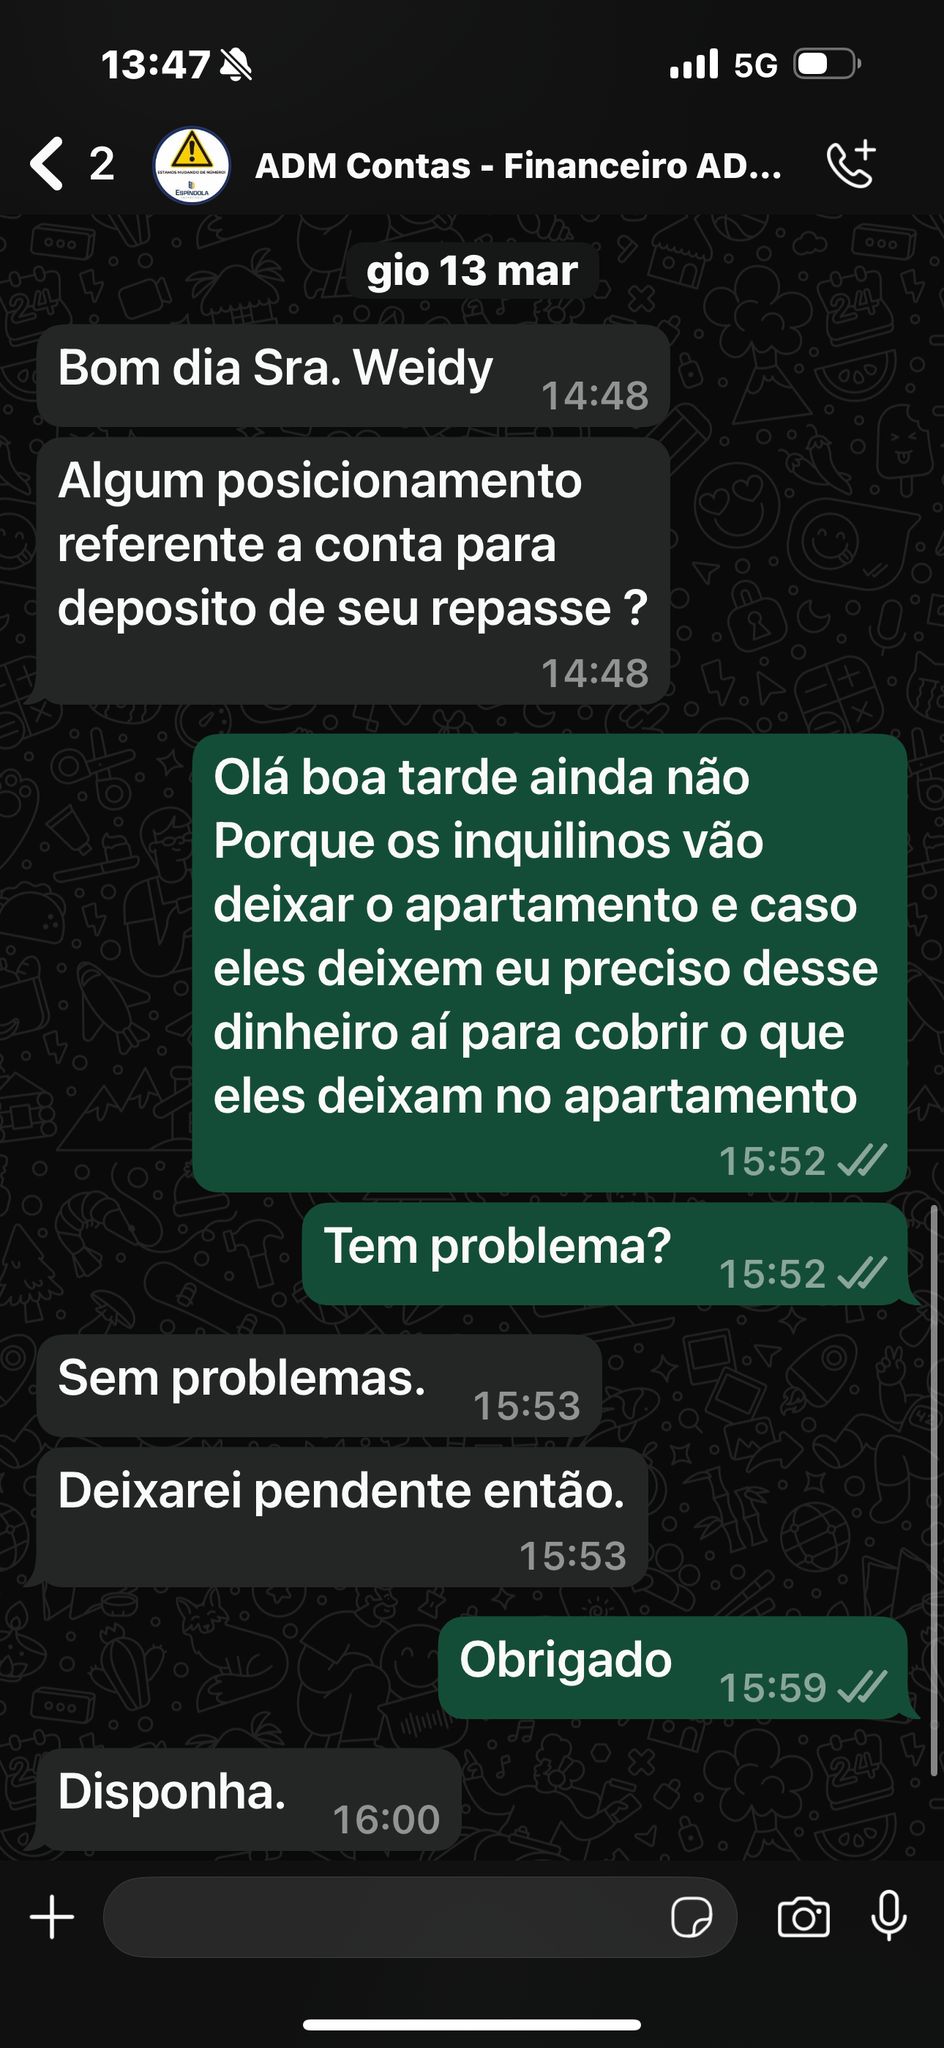 13:47
5G
2
ESTAMOS MUDANDO DE NÚMERO!
ESPÍNDOLA
ADM Contas - Financeiro AD...
gio 13 mar
Bom dia Sra. Weidy
14:48
Algum posicionamento
referente a conta para
deposito de seu repasse ?
14:48
Olá boa tarde ainda não
Porque os inquilinos vão
deixar o apartamento e caso
eles deixem eu preciso desse
dinheiro aí para cobrir o que
eles deixam no apartamento
15:52
Tem problema?
15:52
Sem problemas.
15:53
Deixarei pendente então.
15:53
Obrigado
15:59
Disponha.
16:00